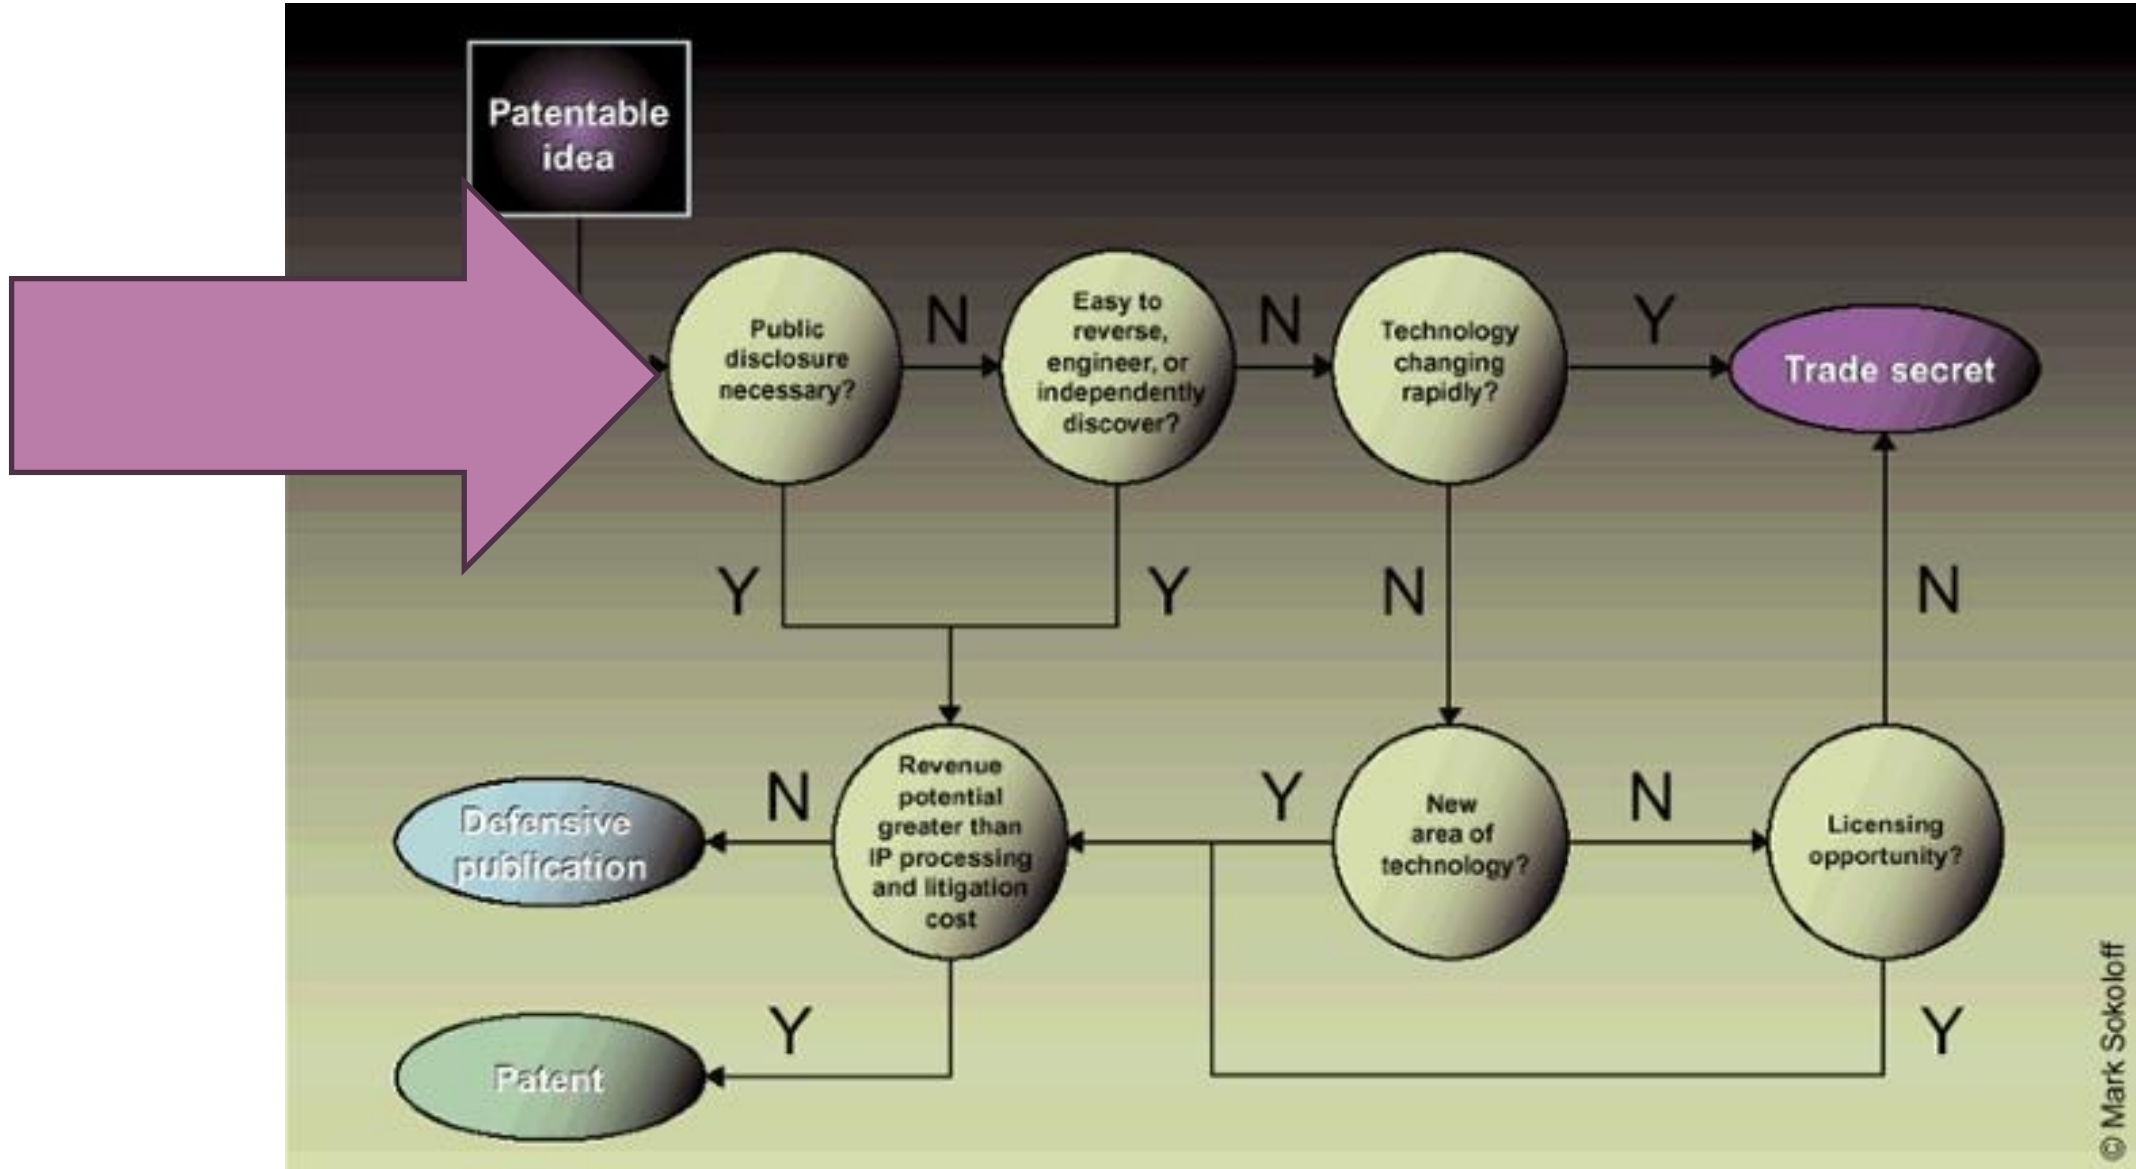 Patentable
idea
Public
disclosure
necessary?
N
Easy to
reverse,
engineer, or
independently
discover?
N
Technology
changing
rapidly?
Y
Trade secret
Y
Y
N
N
Defensive
publication
N
Revenue
potential
greater than
IP processing
and litigation
cost
Y
New
area of
technology?
N
Licensing
opportunity?
Patent
Y
Y
© Mark Sokoloff